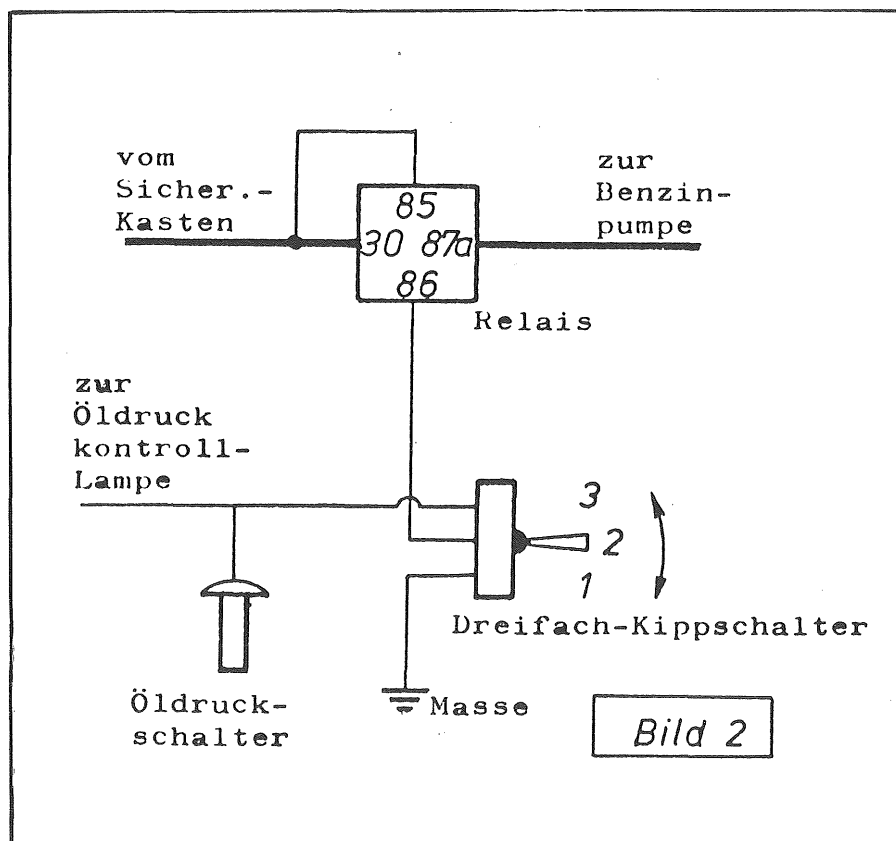 vom
Sicher.-
Kasten
zur
Benzin-
pumpe
85
30 87a
86
Relais
zur
Öldruck
kontroll-
Lampe
3
2
1
Dreifach-Kippschalter
Öldruck-
schalter
Masse
Bild 2